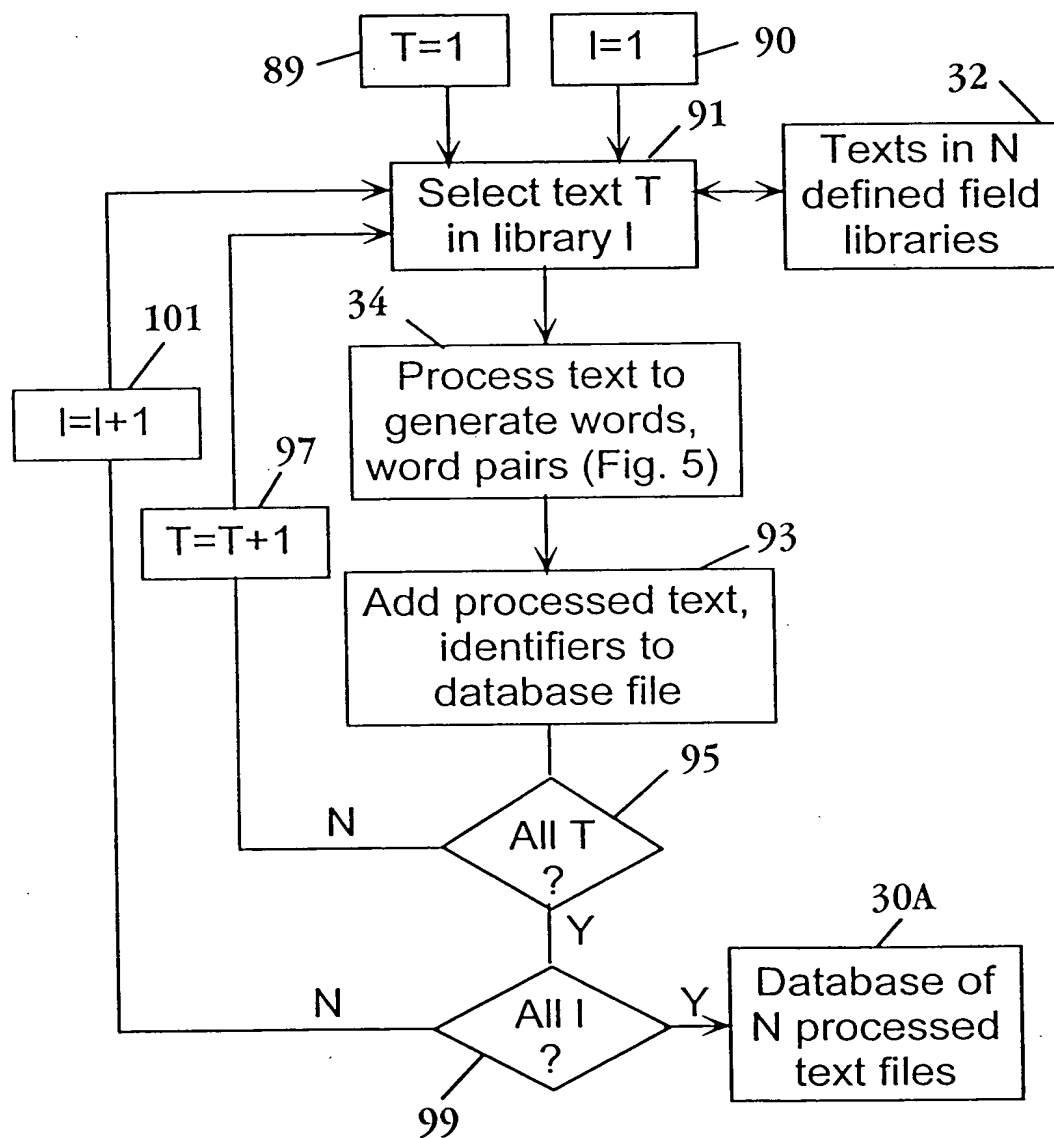 89
T=1
I=1
90
91
32
Select text T
in library I
Texts in N
defined field
libraries
34
Process text to
generate words,
word pairs (Fig. 5)
101
I=I+1
97
T=T+1
93
Add processed text,
identifiers to
database file
95
All T
?
N
Y
30A
All I
?
N
Y
Database of
N processed
text files
99